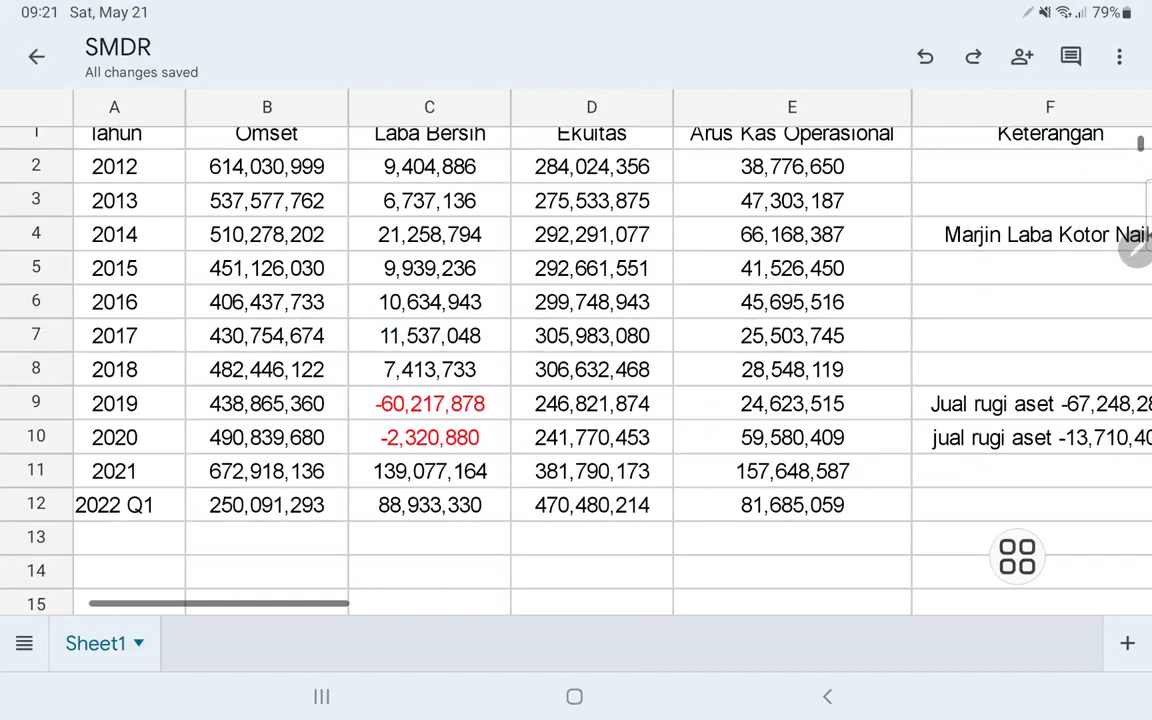 09:21 Sat, May 21 79%
SMDR
All changes saved
A B C D E F
1 Tahun Omset Laba Bersih Ekuitas Arus Kas Operasional Keterangan
2 2012 614,030,999 9,404,886 284,024,356 38,776,650
3 2013 537,577,762 6,737,136 275,533,875 47,303,187
4 2014 510,278,202 21,258,794 292,291,077 66,168,387 Marjin Laba Kotor Naik
5 2015 451,126,030 9,939,236 292,661,551 41,526,450
6 2016 406,437,733 10,634,943 299,748,943 45,695,516
7 2017 430,754,674 11,537,048 305,983,080 25,503,745
8 2018 482,446,122 7,413,733 306,632,468 28,548,119
9 2019 438,865,360 -60,217,878 246,821,874 24,623,515 Jual rugi aset -67,248,28
10 2020 490,839,680 -2,320,880 241,770,453 59,580,409 jual rugi aset -13,710,40
11 2021 672,918,136 139,077,164 381,790,173 157,648,587
12 2022 Q1 250,091,293 88,933,330 470,480,214 81,685,059
13
14
15
Sheet1